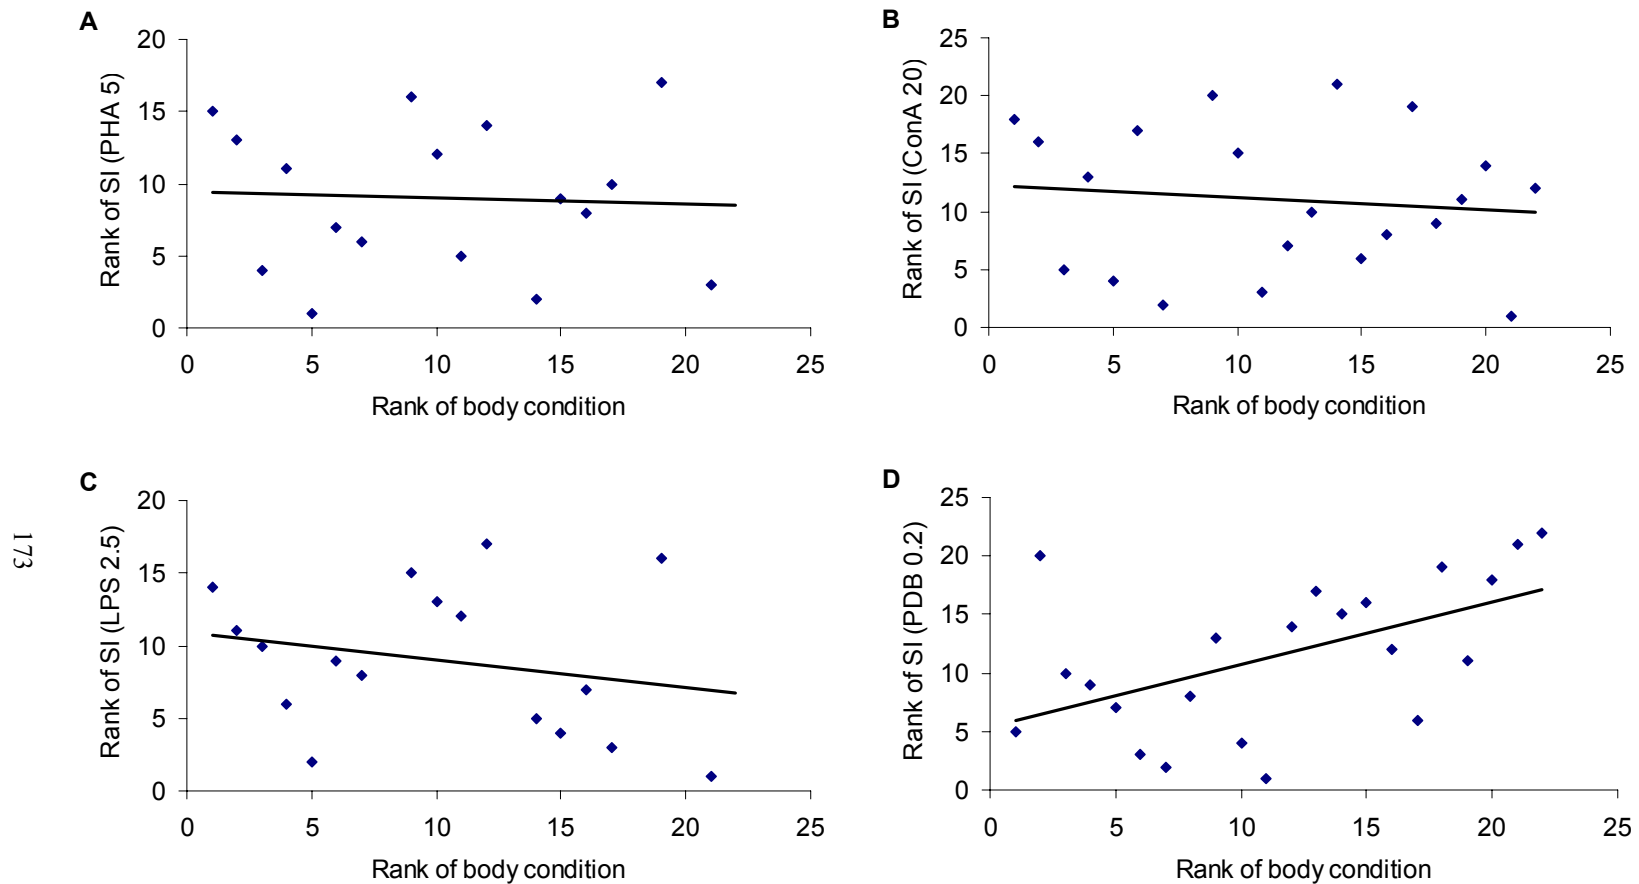 A
20
15
10
5
0
0 5 10 15 20 25
Rank of SI (PHA 5)
Rank of body condition
B
25
20
15
10
5
0
0 5 10 15 20 25
Rank of SI (ConA 20)
Rank of body condition
C
20
15
10
5
0
0 5 10 15 20 25
Rank of SI (LPS 2.5)
Rank of body condition
D
25
20
15
10
5
0
0 5 10 15 20 25
Rank of SI (PDB 0.2)
Rank of body condition
173